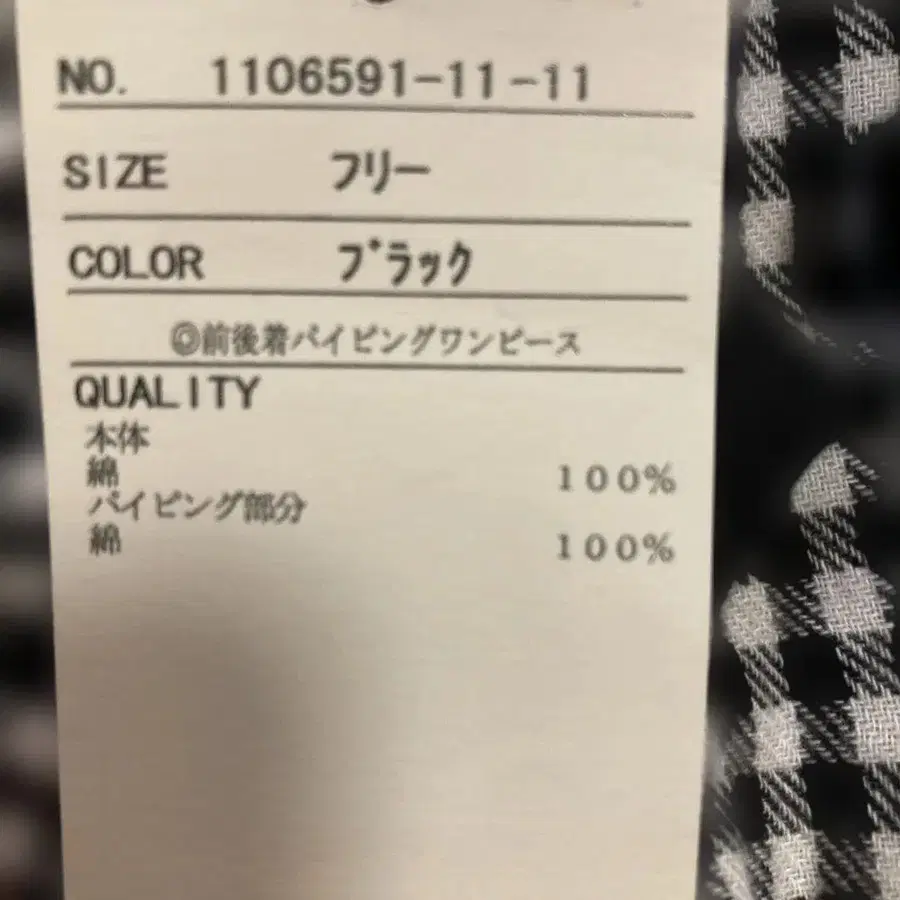 NO. 1106591-11-11
SIZE フリー
COLOR ブラック
◎前後着パイピングワンピース
QUALITY
本体
綿 100%
パイピング部分
綿 100%